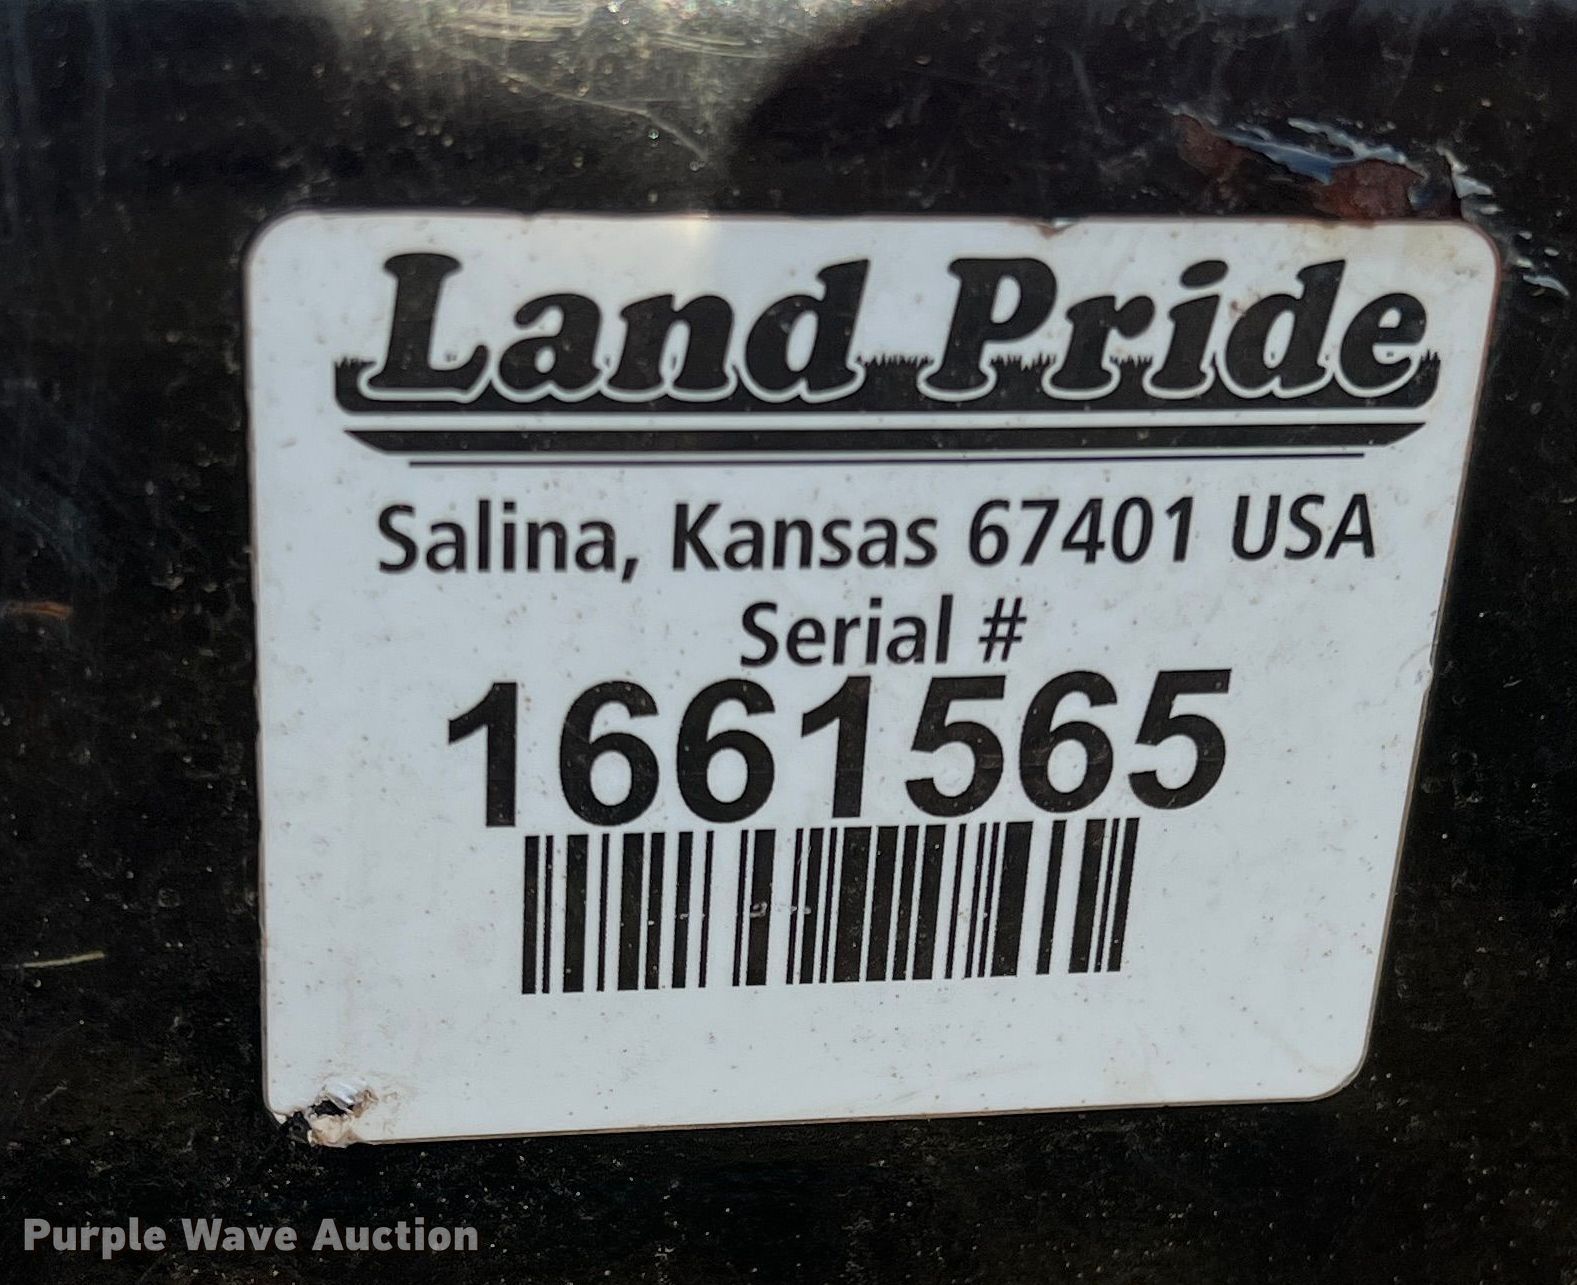 Land Pride
Salina, Kansas 67401 USA
Serial #
1661565
Purple Wave Auction